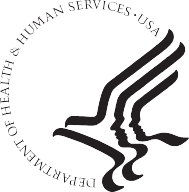 DEPARTMENT OF HEALTH & HUMAN SERVICES · USA